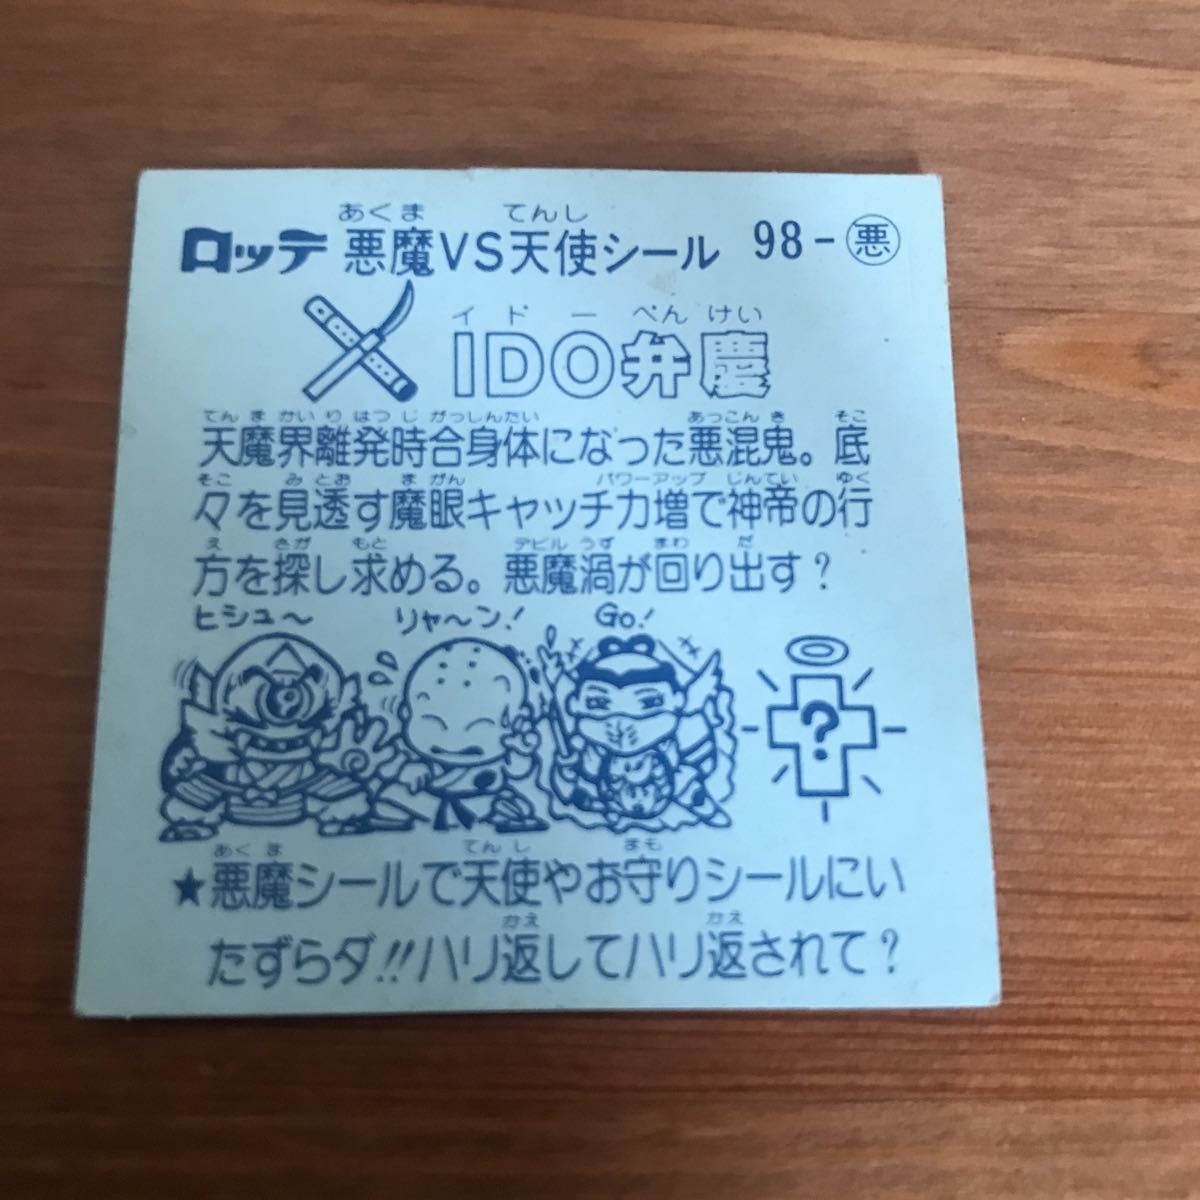 あくま てんし
ロッテ 悪魔VS天使シール 98-悪
イドー べんけい
IDO弁慶
てんまかいりはつじがっしんたい あっこんき そこ
天魔界離発時合身体になった悪混鬼。底
そこ みとお まがん パワーアップ じんてい ゆく
々を見透す魔眼キャッチ力増で神帝の行
え さが もと デビルうず まわ だ
方を探し求める。悪魔渦が回り出す？
ヒシュ〜 リャ〜ン! Go!
?
あくま てんし まも
★悪魔シールで天使やお守りシールにい
かえ かえ
たずらダ!!ハリ返してハリ返されて？